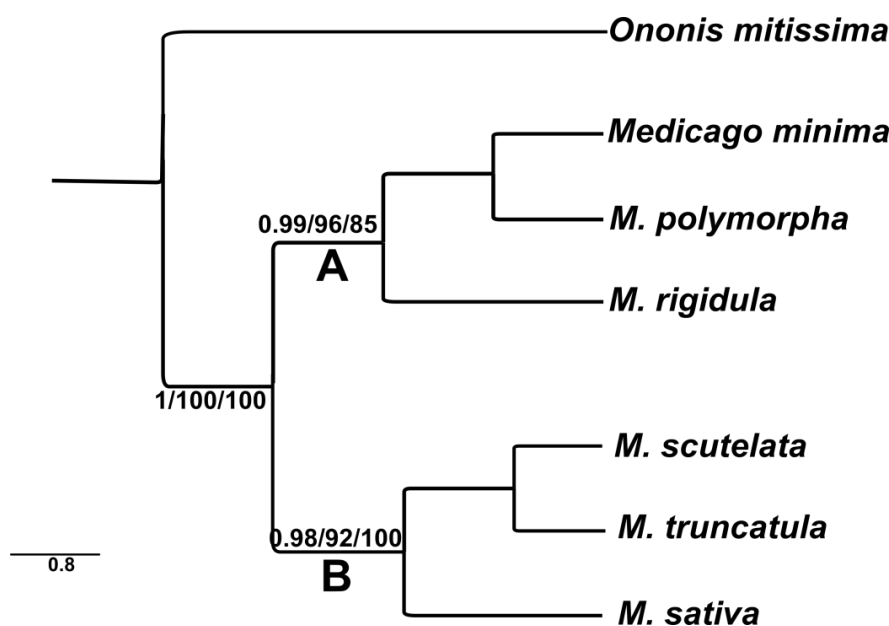 Ononis mitissima
Medicago minima
M. polymorpha
0.99/96/85
A
M. rigidula
1/100/100
M. scutelata
M. truncatula
0.98/92/100
B
0.8
M. sativa